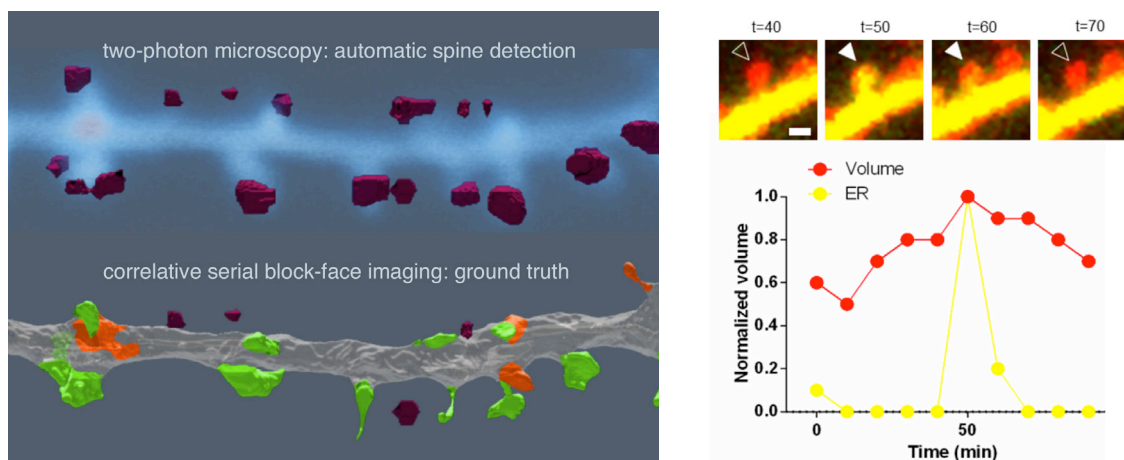 two-photon microscopy: automatic spine detection
correlative serial block-face imaging: ground truth
t=40 t=50 t=60 t=70
Volume
ER
Normalized volume
1.0
0.8
0.6
0.4
0.2
0.0
0 50
Time (min)